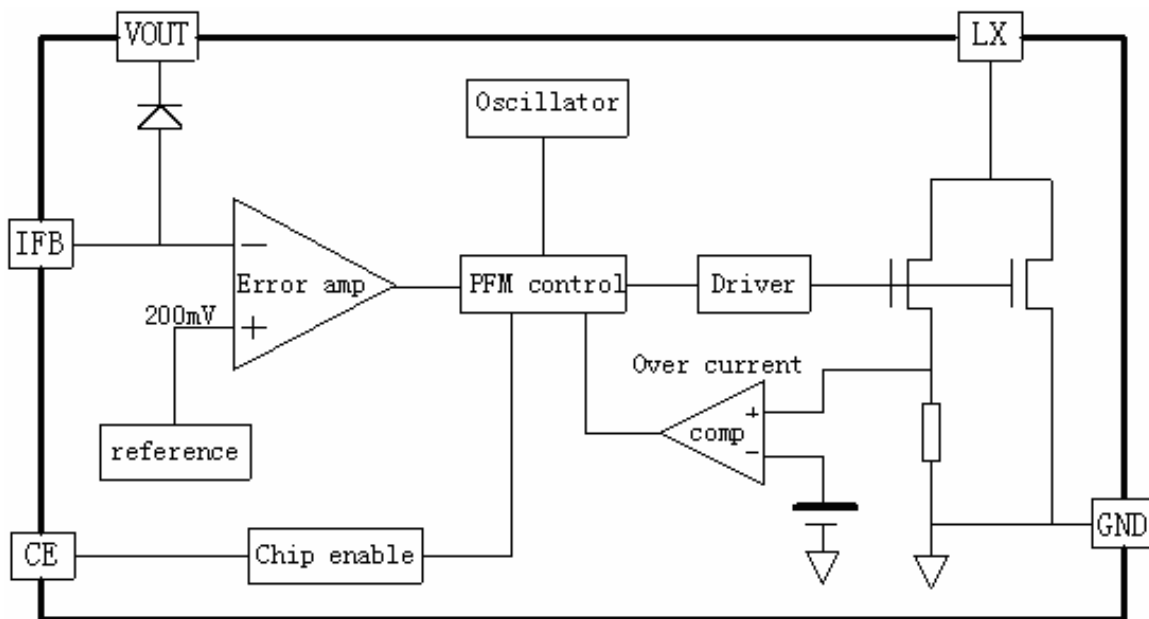 VOUT
LX
Oscillator
IFB
−
Error amp
PFM control
Driver
200mV
+
Over current
+
comp
−
reference
GND
CE
Chip enable